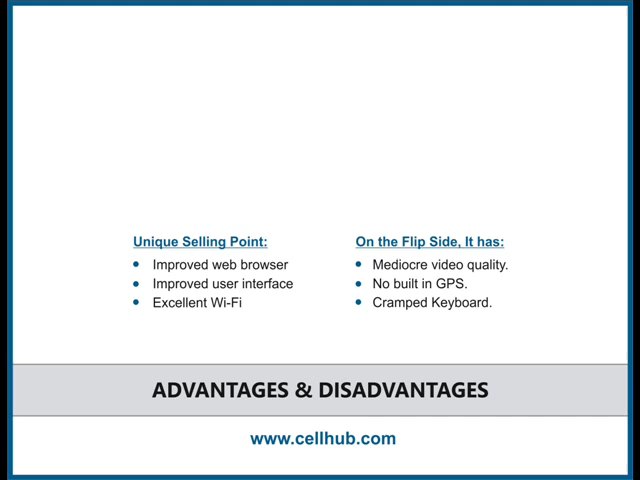 Unique Selling Point:
Improved web browser
Improved user interface
Excellent Wi-Fi
On the Flip Side, It has:
Mediocre video quality.
No built in GPS.
Cramped Keyboard.
ADVANTAGES & DISADVANTAGES
www.cellhub.com